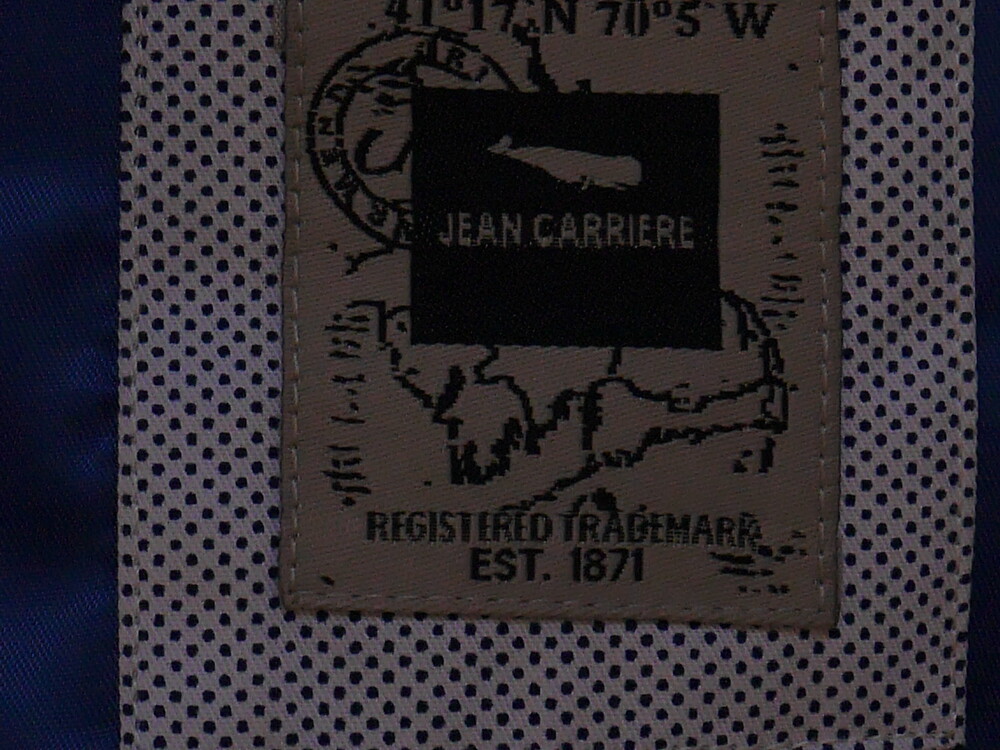 41°17'N 70°5' W
JEAN CARRIERE
REGISTERED TRADEMARK
EST. 1871